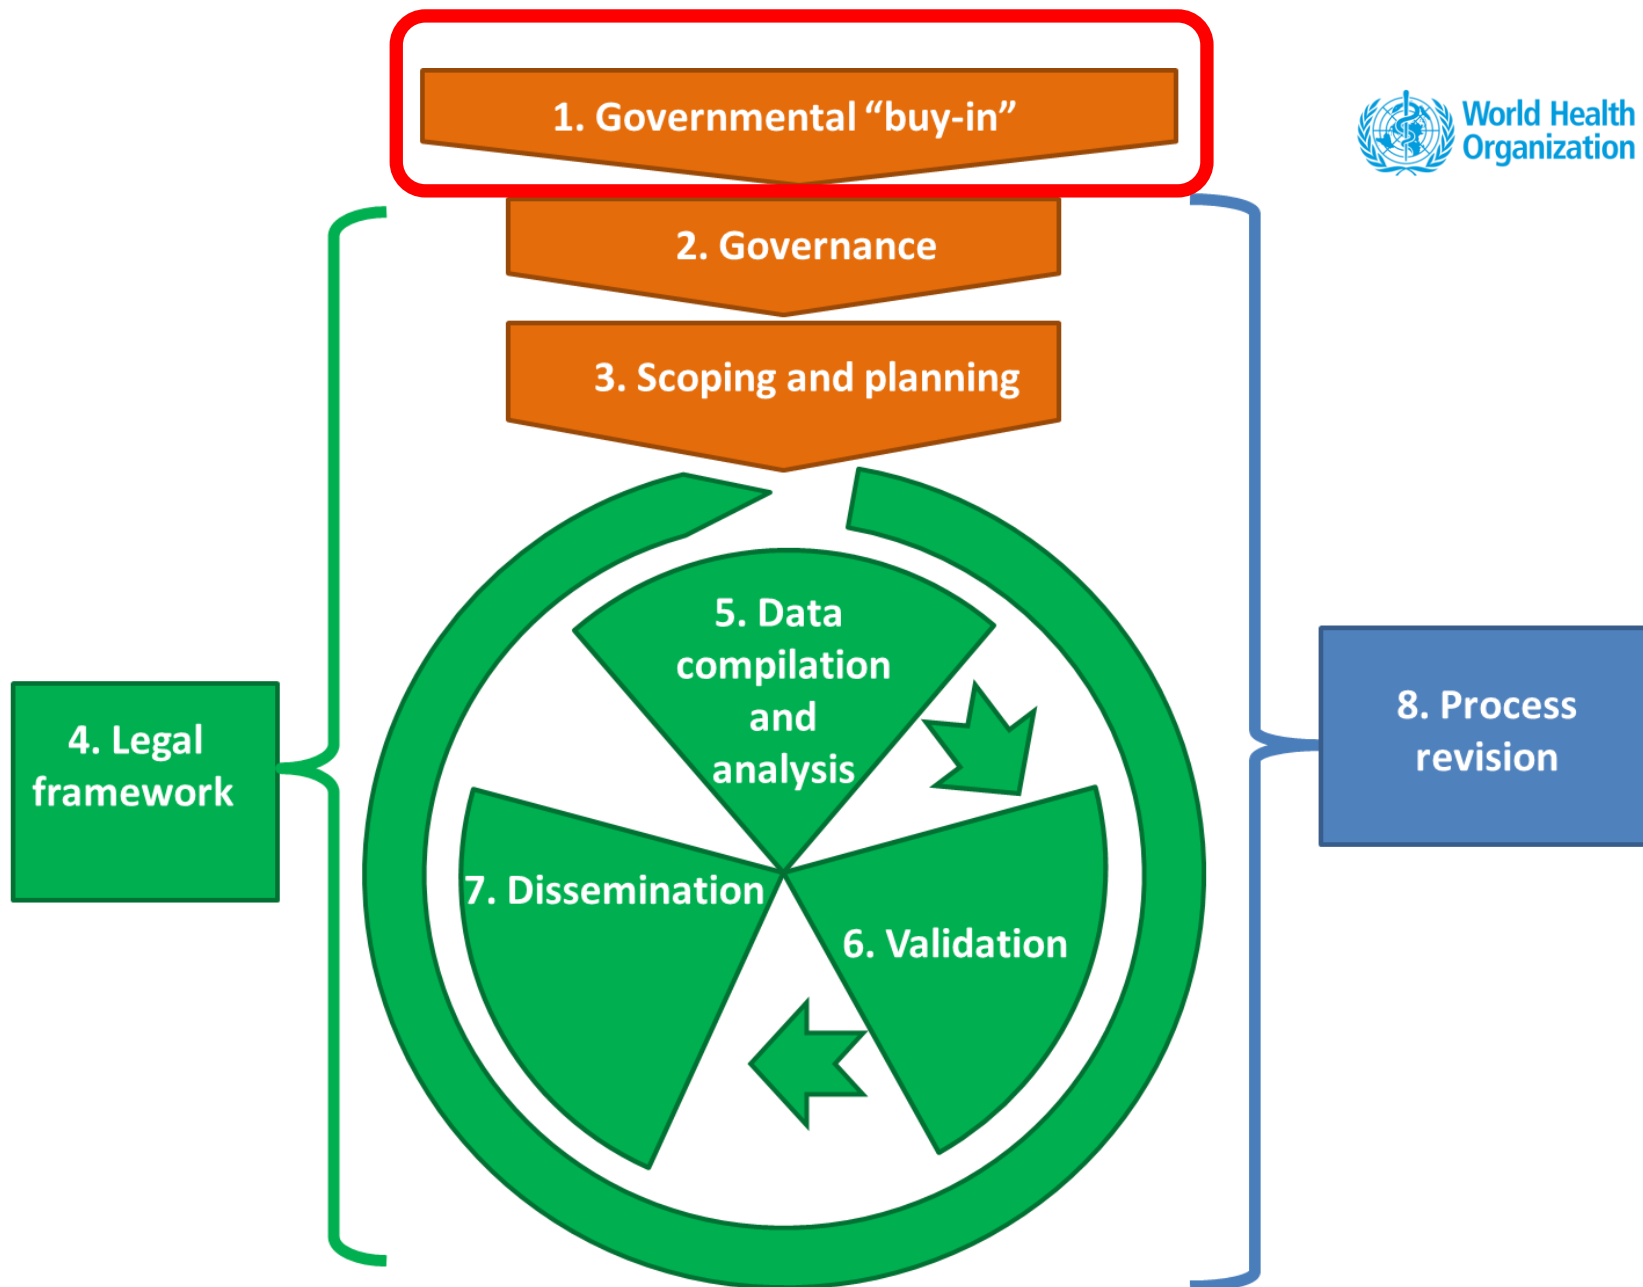 1. Governmental “buy-in”
World Health
Organization
2. Governance
3. Scoping and planning
4. Legal
framework
5. Data
compilation
and
analysis
6. Validation
7. Dissemination
8. Process
revision